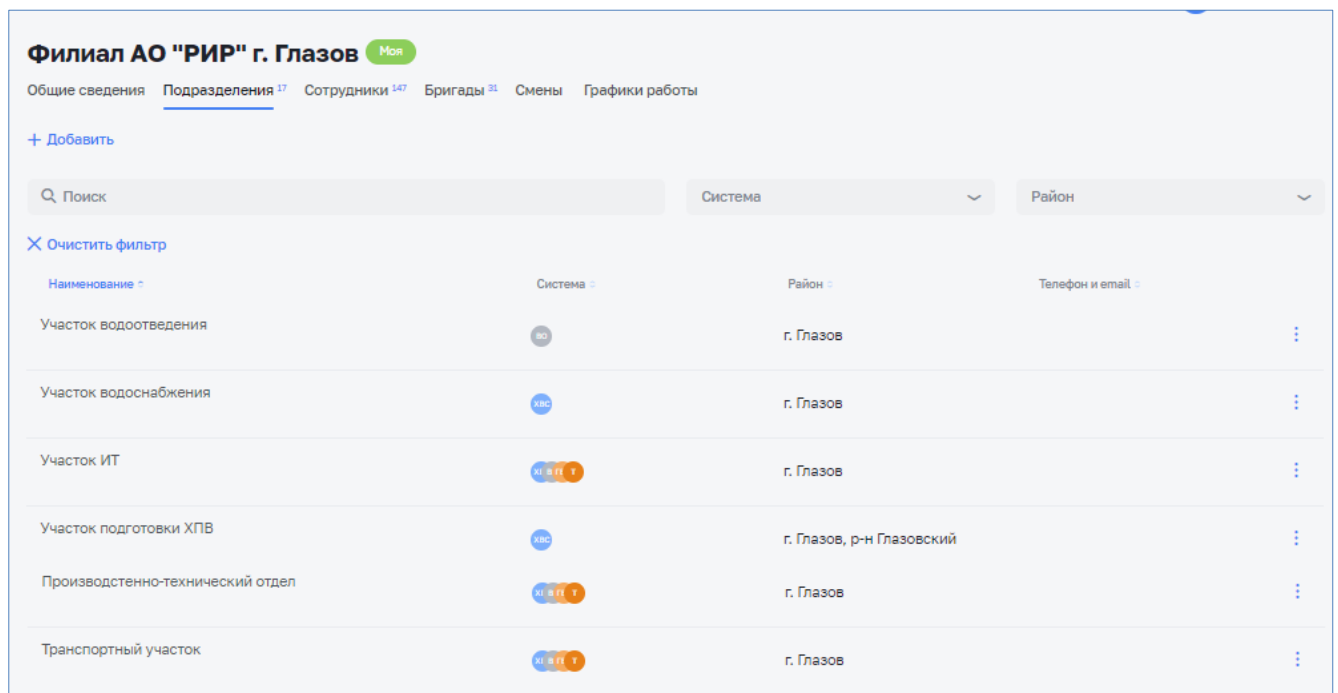 Филиал АО "РИР" г. Глазов Моя
Общие сведения Подразделения 17 Сотрудники 147 Бригады 31 Смены Графики работы
+ Добавить
Поиск Система Район
Очистить фильтр
Наименование Система Район Телефон и email
Участок водоотведения
ВО г. Глазов
Участок водоснабжения
ХВС г. Глазов
Участок ИТ
Т г. Глазов
Участок подготовки ХПВ
ХВС г. Глазов, р-н Глазовский
Производстенно-технический отдел
Т г. Глазов
Транспортный участок
Т г. Глазов